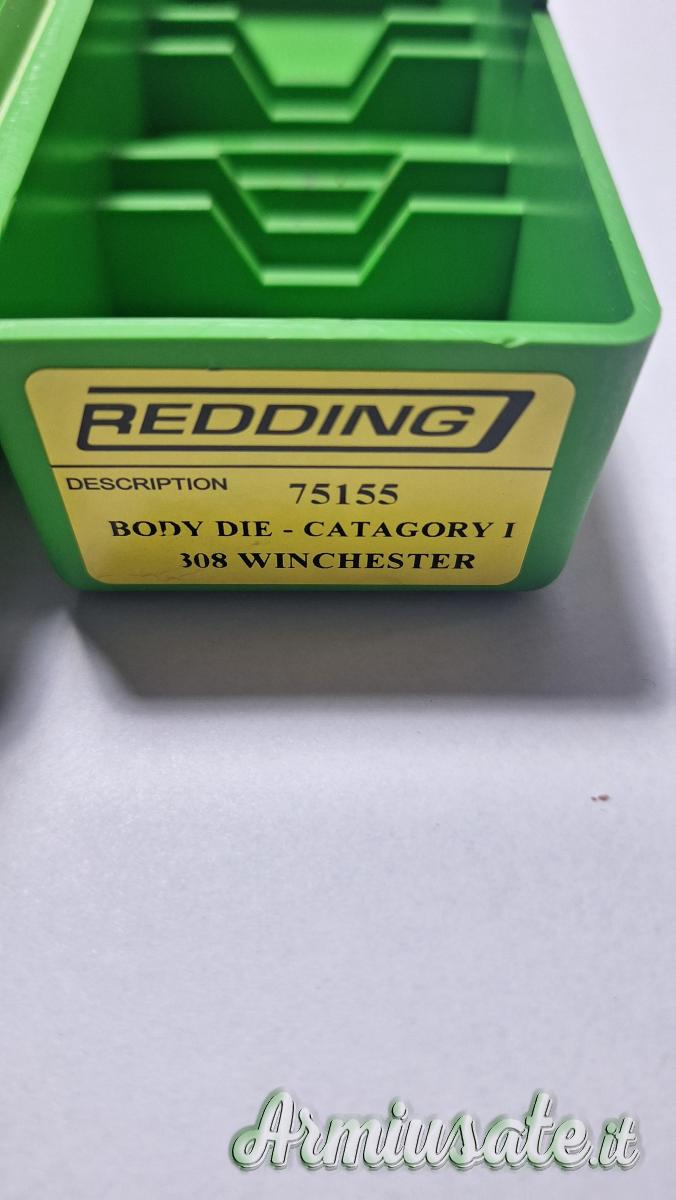 REDDING
DESCRIPTION 75155
BODY DIE - CATAGORY I
308 WINCHESTER
Armiusate.it